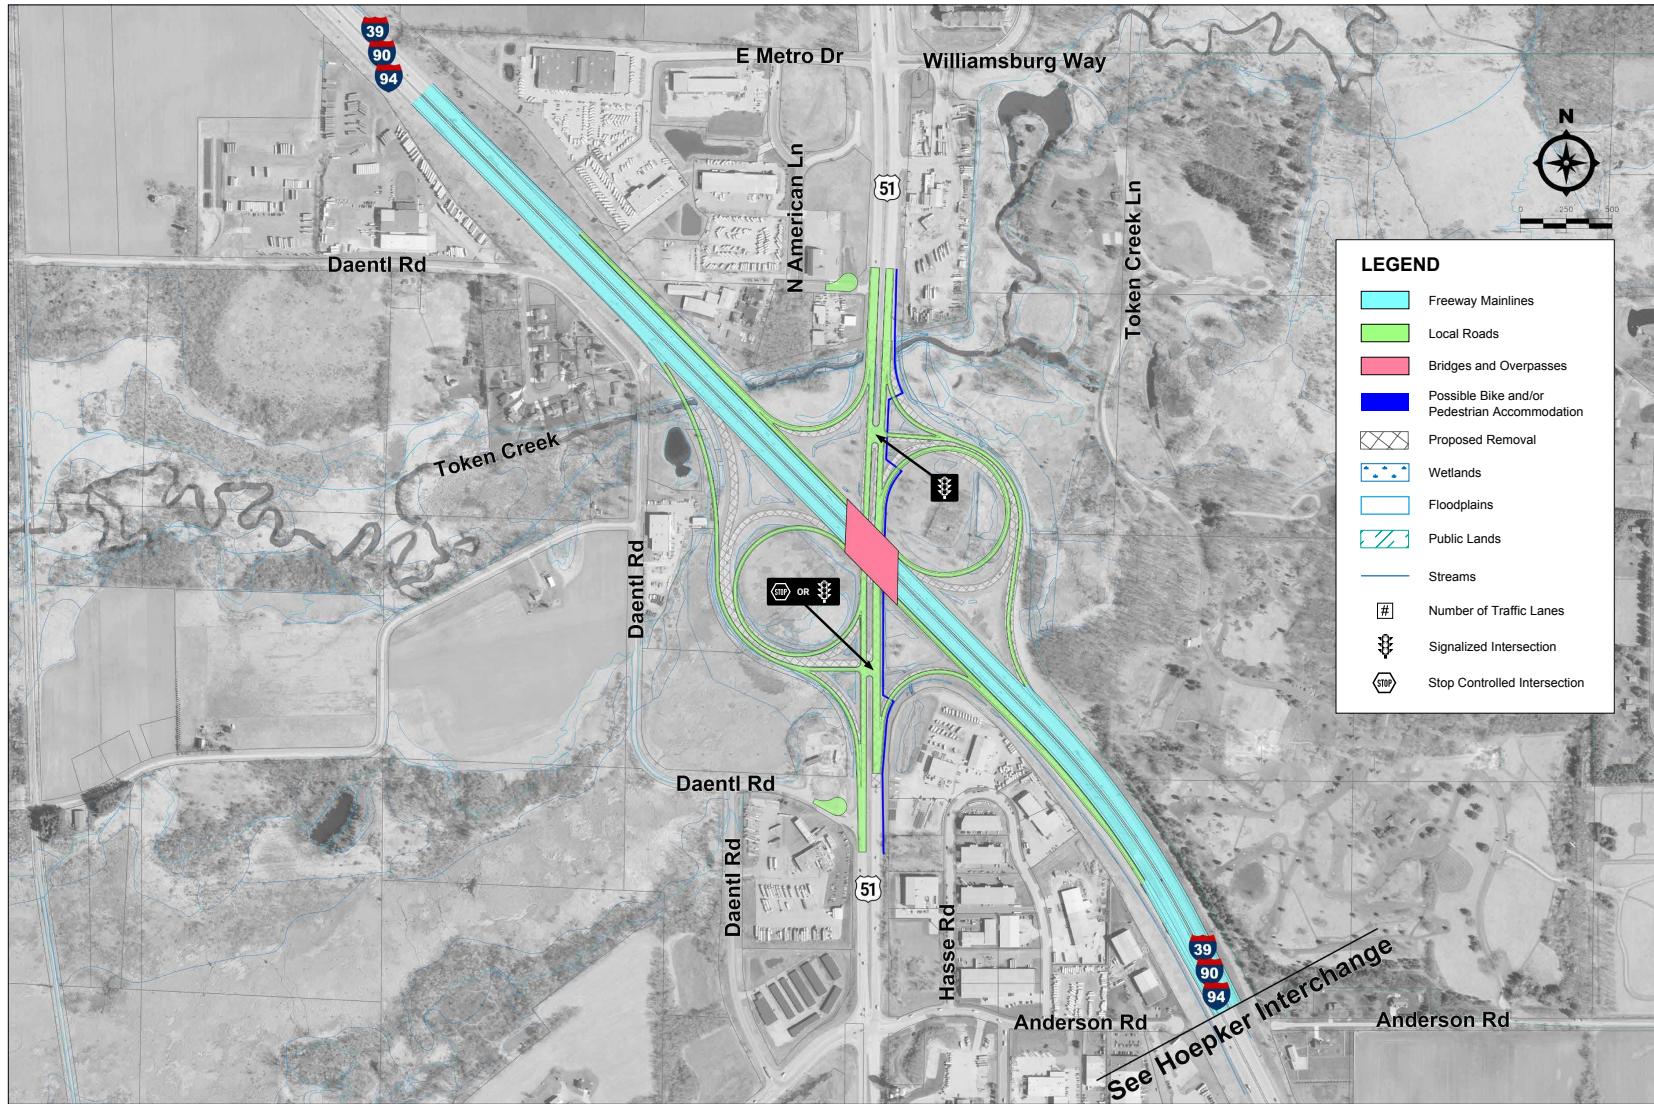 39
90
94
E Metro Dr
Williamsburg Way
N
0 250 500
51
N American Ln
Token Creek Ln
Daentl Rd
LEGEND
Freeway Mainlines
Local Roads
Bridges and Overpasses
Possible Bike and/or
Pedestrian Accommodation
Proposed Removal
Wetlands
Floodplains
Public Lands
Streams
# Number of Traffic Lanes
Signalized Intersection
STOP Stop Controlled Intersection
Token Creek
Daentl Rd
STOP OR
Daentl Rd
Daentl Rd
51
Hasse Rd
39
90
94
See Hoepker Interchange
Anderson Rd
Anderson Rd